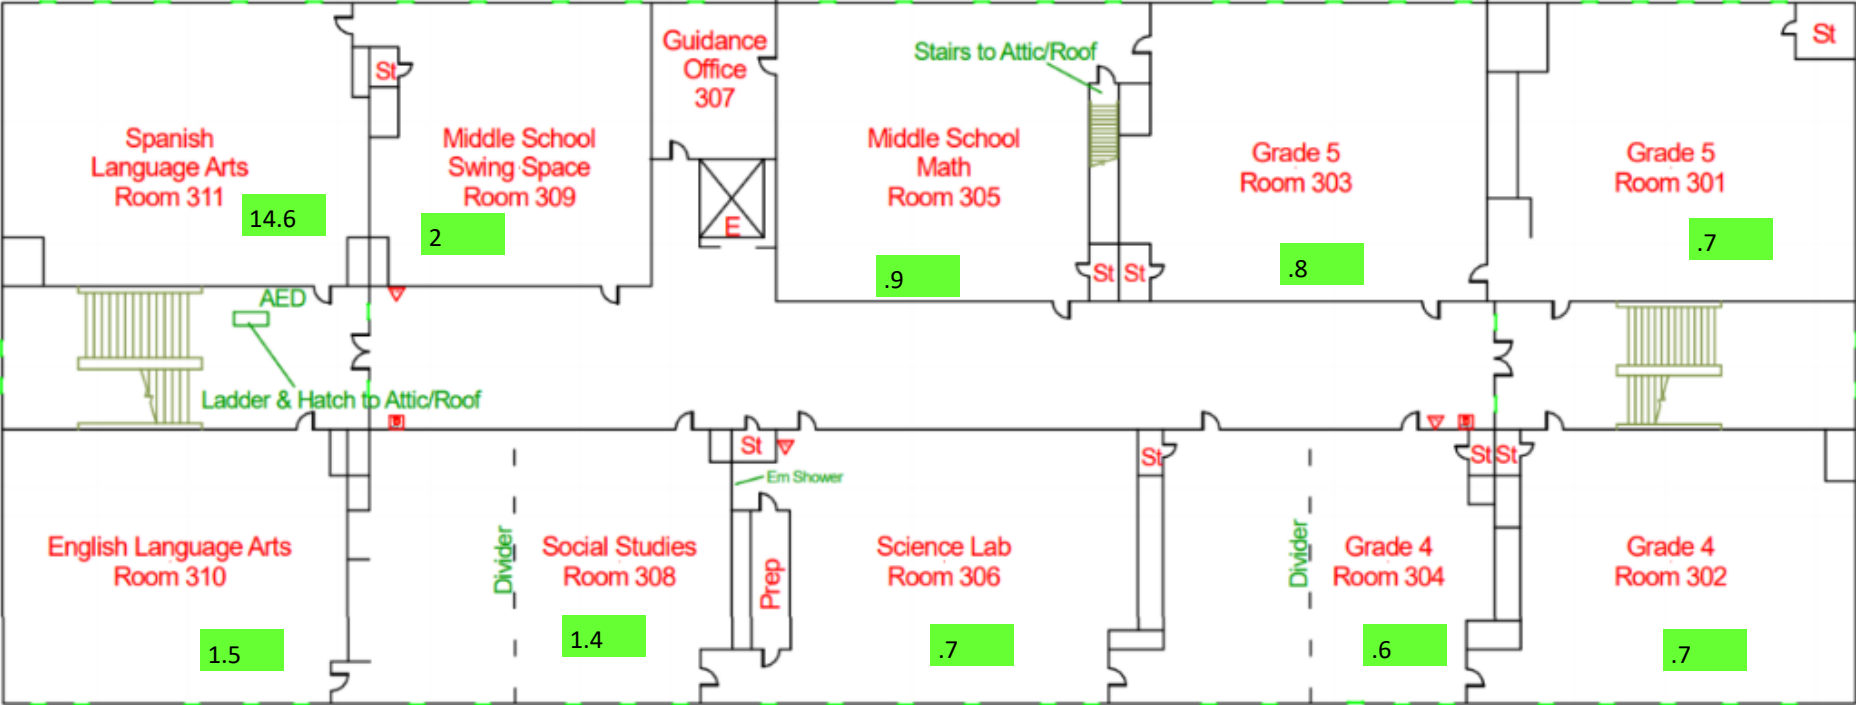 St
Guidance
Office
307
St
Stairs to Attic/Roof
Spanish
Language Arts
Room 311
14.6
Middle School
Swing Space
Room 309
2
E
Middle School
Math
Room 305
.9
St
St
Grade 5
Room 303
.8
Grade 5
Room 301
.7
AED
Ladder & Hatch to Attic/Roof
St
Em Shower
St
St
St
English Language Arts
Room 310
1.5
Divider
Social Studies
Room 308
1.4
Prep
Science Lab
Room 306
.7
Divider
Grade 4
Room 304
.6
Grade 4
Room 302
.7